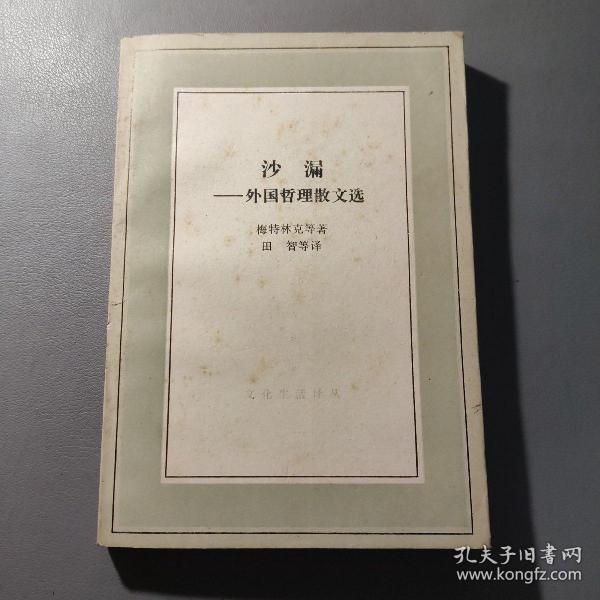 沙 漏
——外国哲理散文选
梅特林克等著
田 智等译
文化生活译丛
孔夫子旧书网
www.kongfz.com